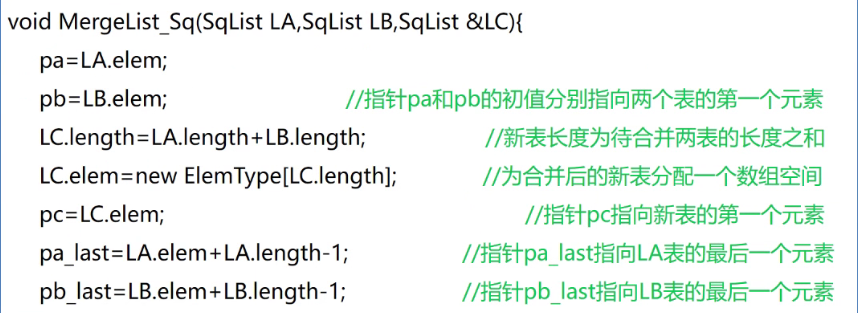 void MergeList_Sq(SqList LA,SqList LB,SqList &LC){
pa=LA.elem;
pb=LB.elem; //指针pa和pb的初值分别指向两个表的第一个元素
LC.length=LA.length+LB.length; //新表长度为待合并两表的长度之和
LC.elem=new ElemType[LC.length]; //为合并后的新表分配一个数组空间
pc=LC.elem; //指针pc指向新表的第一个元素
pa_last=LA.elem+LA.length-1; //指针pa_last指向LA表的最后一个元素
pb_last=LB.elem+LB.length-1; //指针pb_last指向LB表的最后一个元素